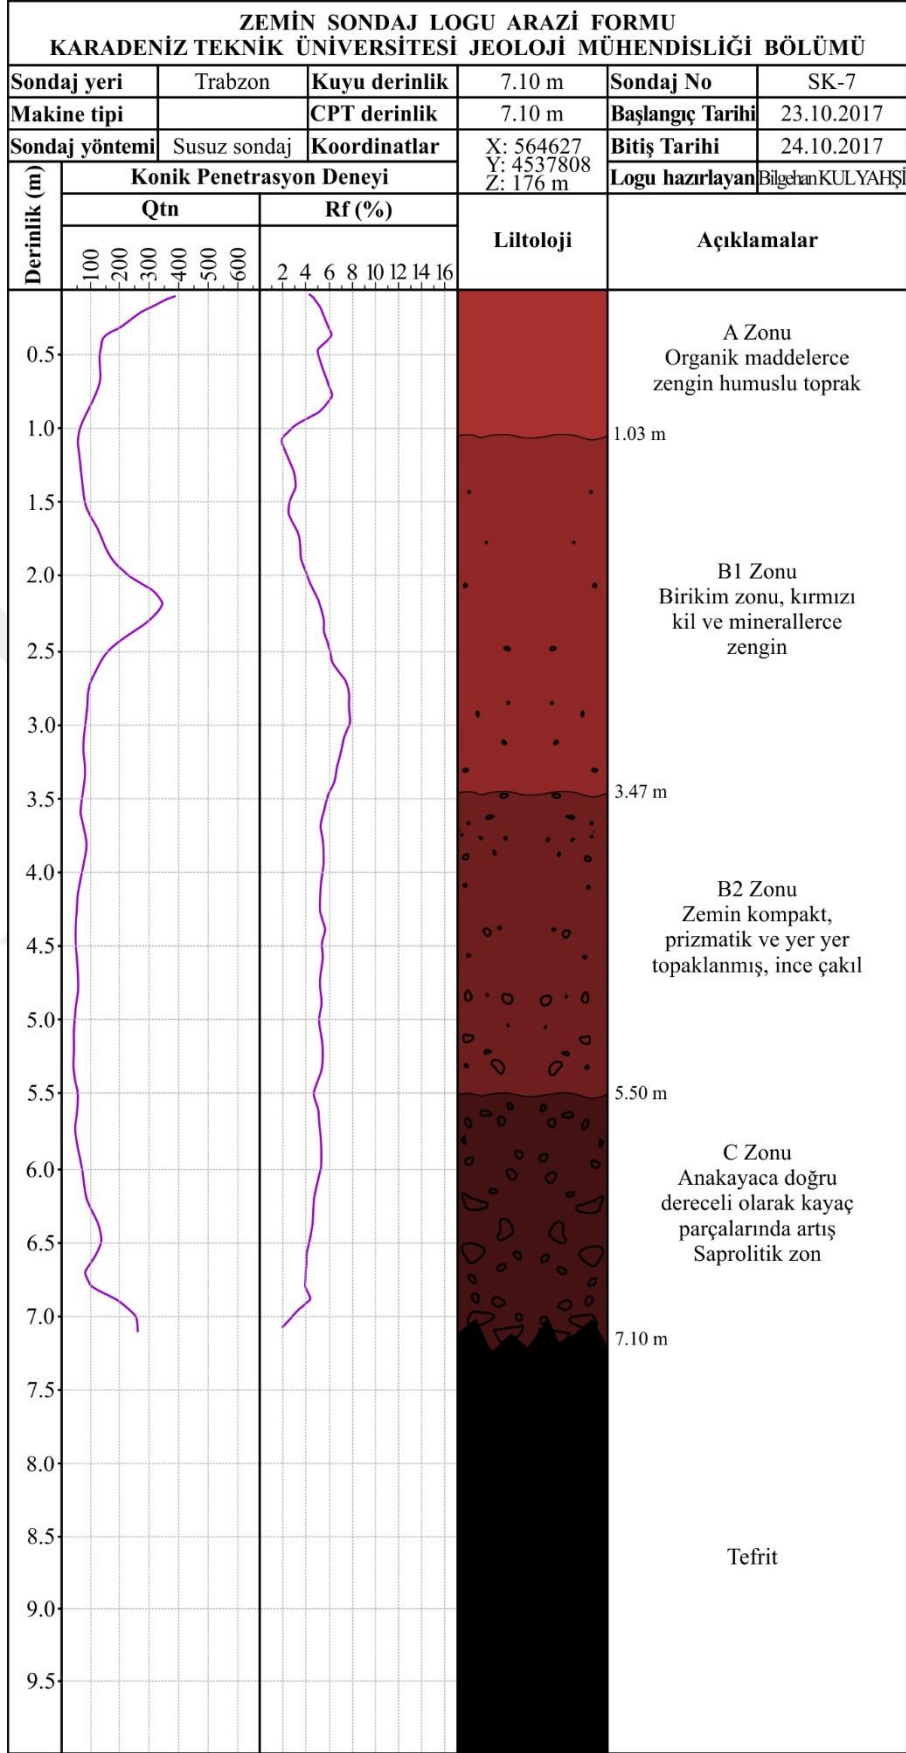 ZEMİN SONDAJ LOGU ARAZİ FORMU
KARADENİZ TEKNİK ÜNİVERSİTESİ JEOLOJİ MÜHENDİSLİĞİ BÖLÜMÜ
Sondaj yeri Trabzon Kuyu derinlik 7.10 m Sondaj No SK-7
Makine tipi CPT derinlik 7.10 m Başlangıç Tarihi 23.10.2017
Sondaj yöntemi Susuz sondaj Koordinatlar X: 564627 Bitiş Tarihi 24.10.2017
Y: 4537808
Z: 176 m
Derinlik (m) Konik Penetrasyon Deneyi Logu hazırlayan Bilgehan KUL YAHŞİ
Qtn Rf (%) Liltoloji Açıklamalar
100 200 300 400 500 600 2 4 6 8 10 12 14 16
A Zonu
0.5 Organik maddelerce
zengin humuslu toprak
1.0 1.03 m
1.5
B1 Zonu
2.0 Birikim zonu, kırmızı
kil ve minerallerce
2.5 zengin
3.0
3.5 3.47 m
4.0 B2 Zonu
Zemin kompakt,
4.5 prizmatik ve yer yer
topaklanmış, ince çakıl
5.0
5.5 5.50 m
C Zonu
6.0 Anakayaca doğru
dereceli olarak kayaç
parçalarında artış
6.5 Saprolitik zon
7.0
7.10 m
7.5
8.0
8.5
Tefrit
9.0
9.5